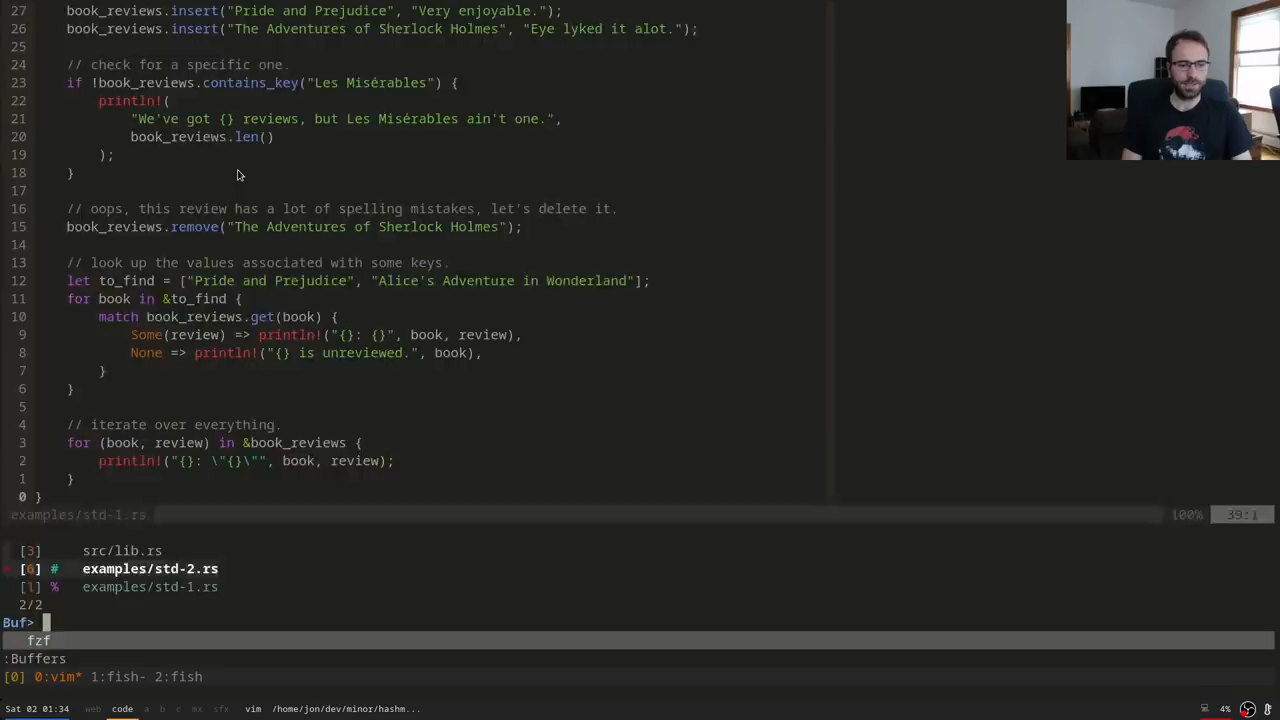 27 book_reviews.insert("Pride and Prejudice", "Very enjoyable.");
26 book_reviews.insert("The Adventures of Sherlock Holmes", "Eye lyked it alot.");
25
24 // check for a specific one.
23 if !book_reviews.contains_key("Les Misérables") {
22 println!(
21 "We've got {} reviews, but Les Misérables ain't one.",
20 book_reviews.len()
19 );
18 }
17
16 // oops, this review has a lot of spelling mistakes, let's delete it.
15 book_reviews.remove("The Adventures of Sherlock Holmes");
14
13 // look up the values associated with some keys.
12 let to_find = ["Pride and Prejudice", "Alice's Adventure in Wonderland"];
11 for book in &to_find {
10 match book_reviews.get(book) {
9 Some(review) => println!("{}: {}", book, review),
8 None => println!("{} is unreviewed.", book),
7 }
6 }
5
4 // iterate over everything.
3 for (book, review) in &book_reviews {
2 println!("{}: \"{}\"", book, review);
1 }
0 }
examples/std-1.rs 100% 39:1
[3] src/lib.rs
> [6] # examples/std-2.rs
[1] % examples/std-1.rs
2/2
Buf>
fzf
:Buffers
[0] 0:vim* 1:fish- 2:fish
Sat 02 01:34 web code a b c mx sfx vim /home/jon/dev/minor/hashm... 4%